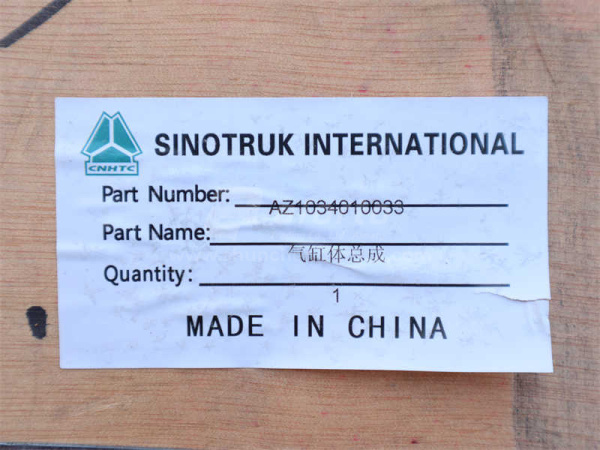 CNHTC
SINOTRUK INTERNATIONAL
Part Number: AZ1034010033
Part Name: 气缸体总成
Quantity: 1
MADE IN CHINA